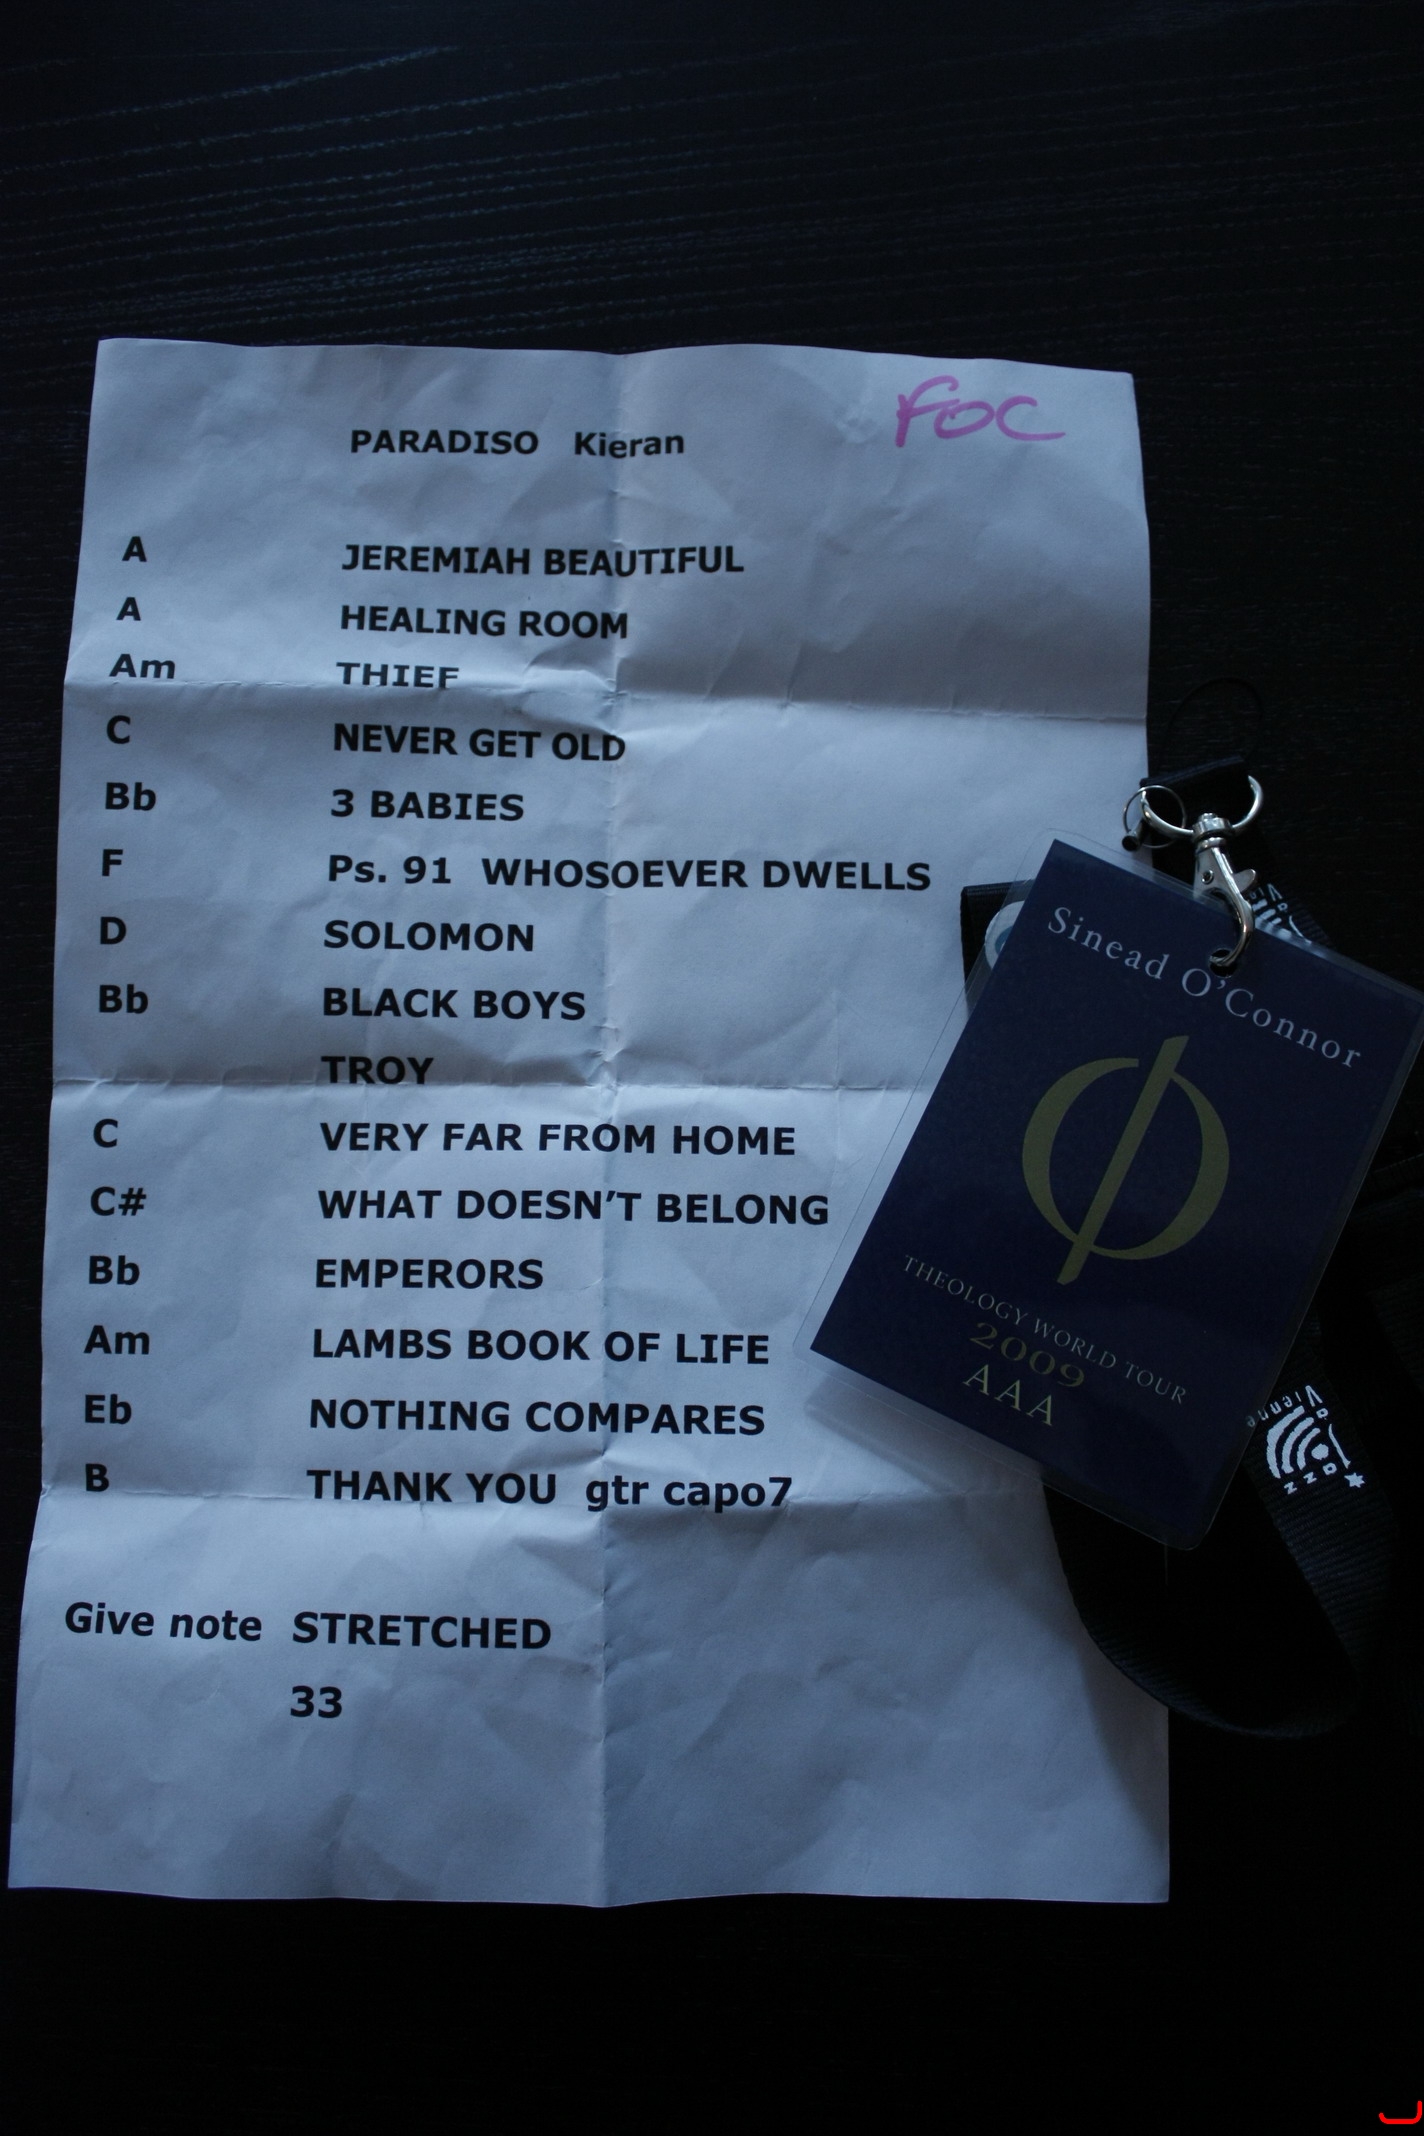 FOC
PARADISO Kieran
A JEREMIAH BEAUTIFUL
A HEALING ROOM
Am THIEF
C NEVER GET OLD
Bb 3 BABIES
F Ps. 91 WHOSOEVER DWELLS
D SOLOMON
Bb BLACK BOYS
TROY
C VERY FAR FROM HOME
C# WHAT DOESN'T BELONG
Bb EMPERORS
Am LAMBS BOOK OF LIFE
Eb NOTHING COMPARES
B THANK YOU gtr capo7
Give note STRETCHED
33
Sinead O'Connor
THEOLOGY WORLD TOUR
2009
AAA